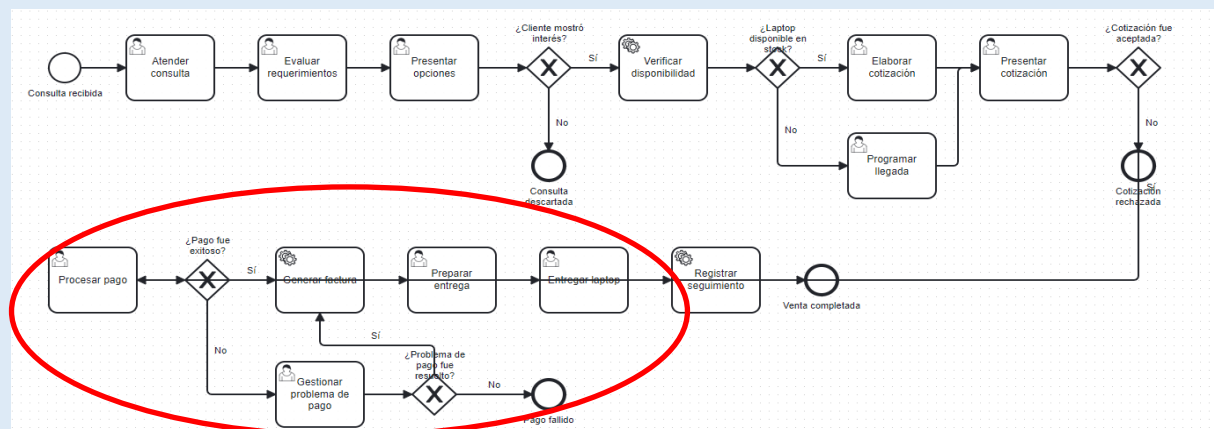 ¿Cliente mostró
interés?
¿Laptop
disponible en
stock?
¿Cotización fue
aceptada?
Consulta recibida
Atender
consulta
Evaluar
requerimientos
Presentar
opciones
Sí
Verificar
disponibilidad
Sí
Elaborar
cotización
Presentar
cotización
No
No
No
Programar
llegada
Consulta
descartada
Cotización
rechazada
Sí
¿Pago fue
exitoso?
Procesar pago
Sí
Generar factura
Preparar
entrega
Entregar laptop
Registrar
seguimiento
Venta completada
No
Sí
¿Problema de
pago fue
resuelto?
Gestionar
problema de
pago
No
Pago fallido